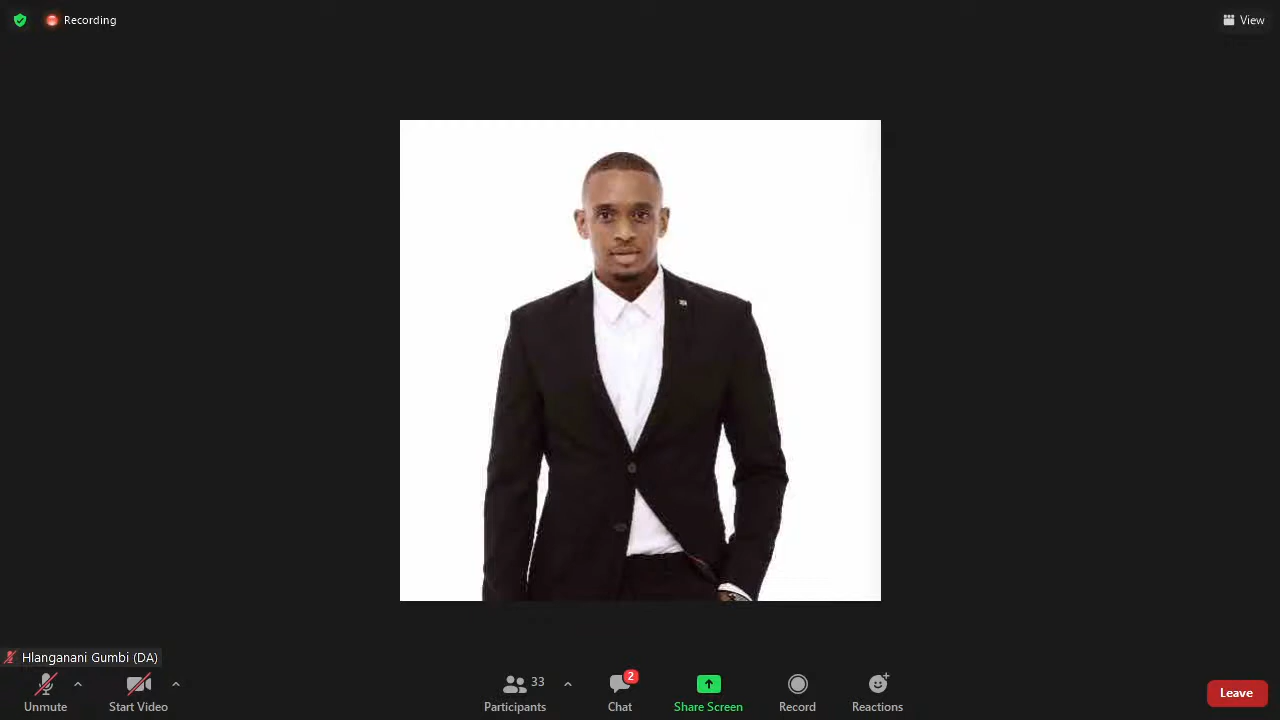 Recording
View
Hlanganani Gumbi (DA)
33
2
Unmute
Start Video
Participants
Chat
Share Screen
Record
Reactions
Leave